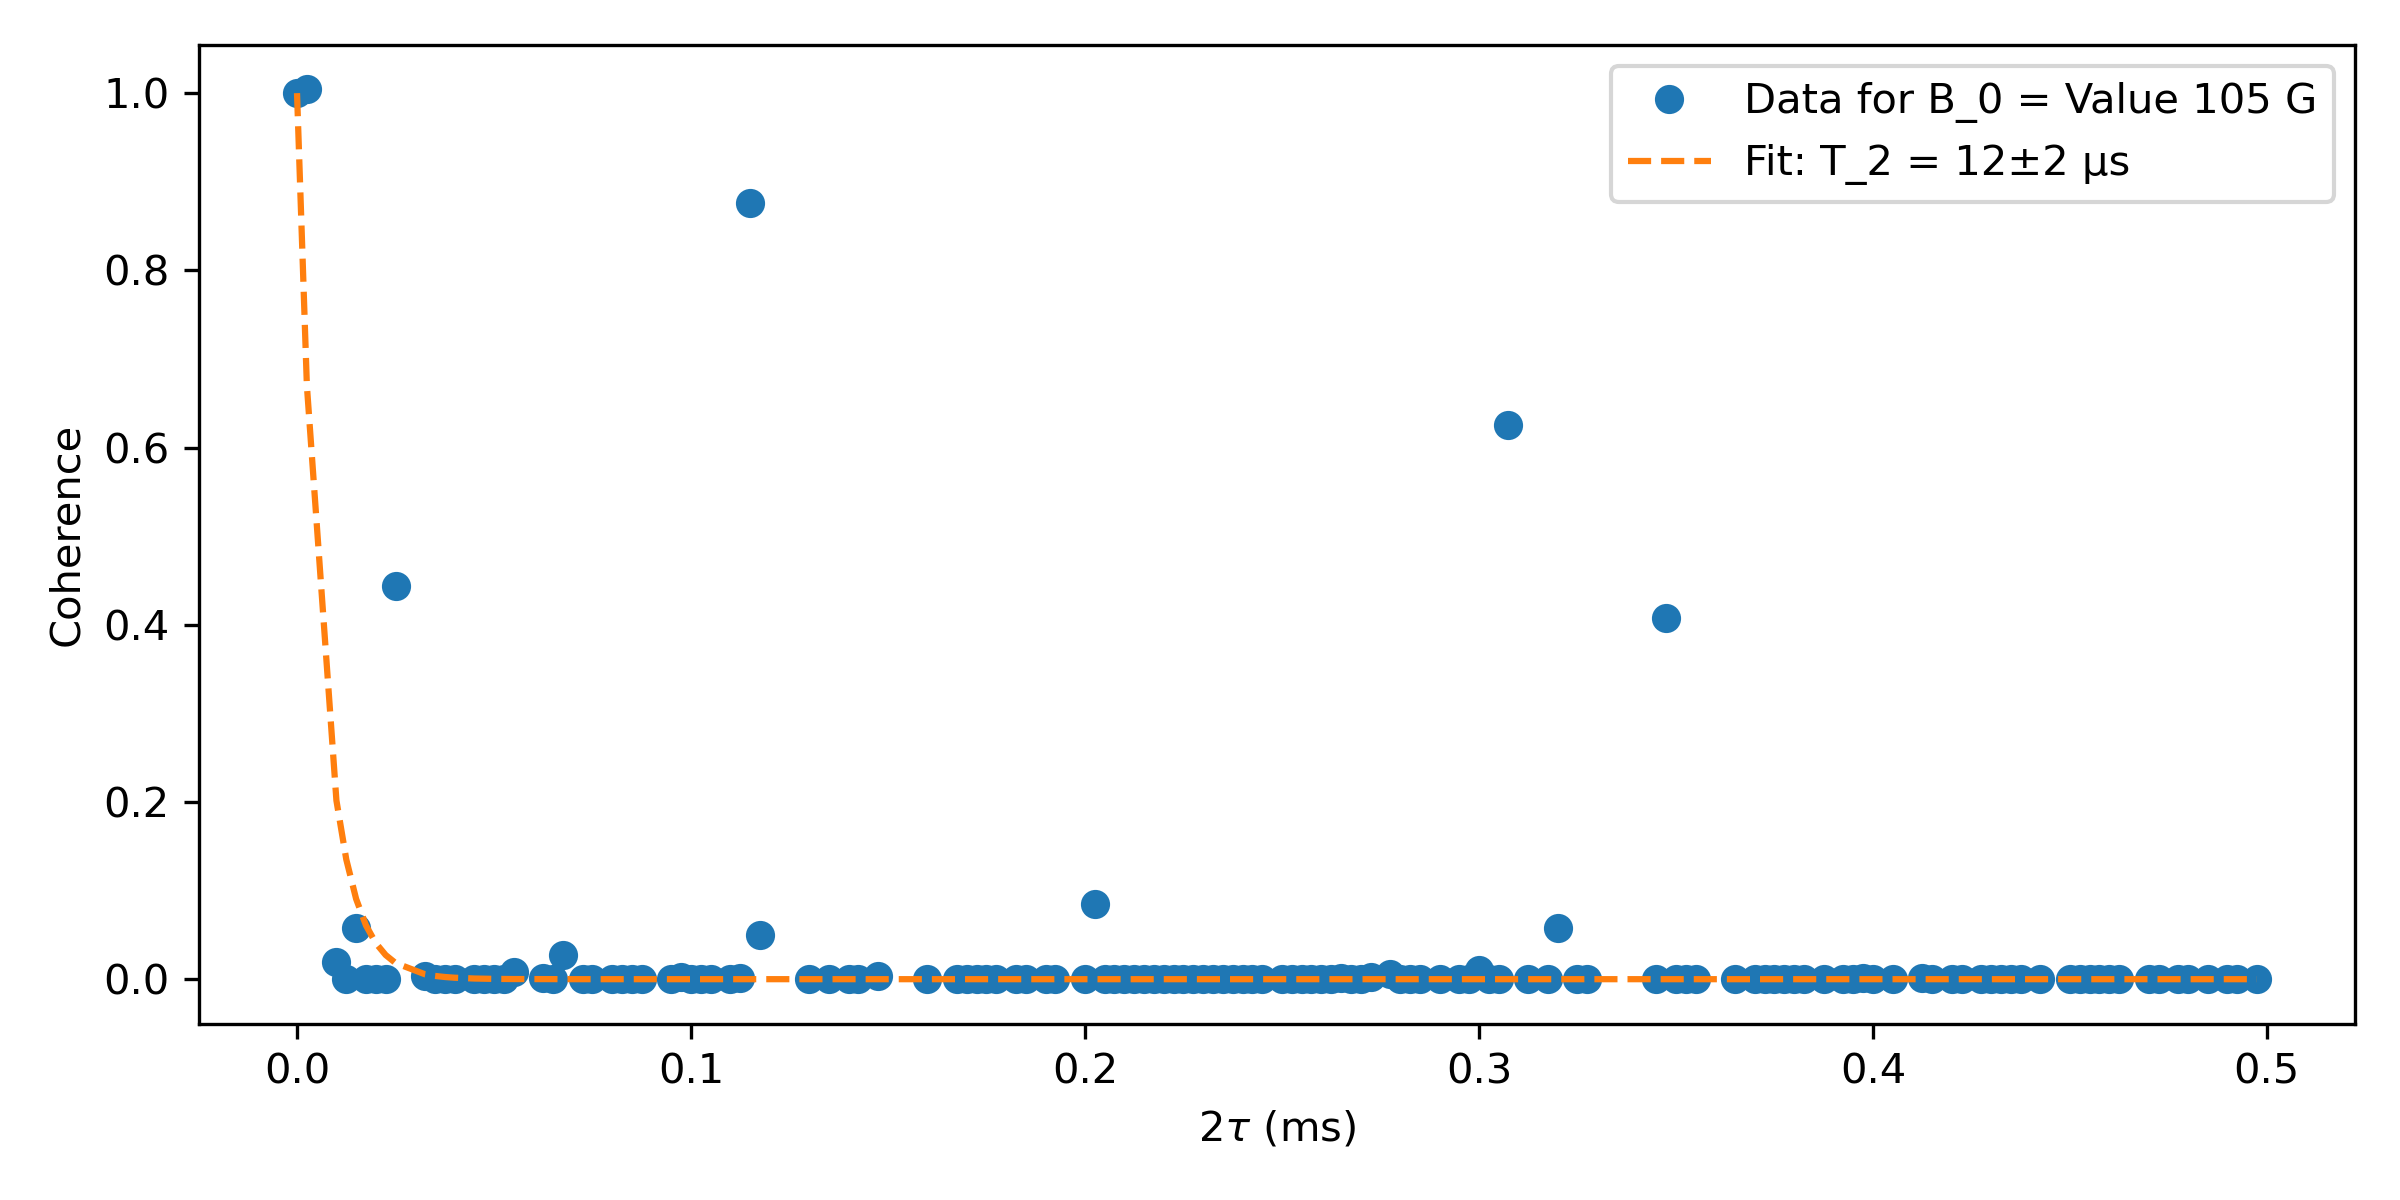 Data for B_0 = Value 105 G
Fit: T_2 = 12±2 μs
Coherence
1.0
0.8
0.6
0.4
0.2
0.0
0.0 0.1 0.2 0.3 0.4 0.5
2τ (ms)